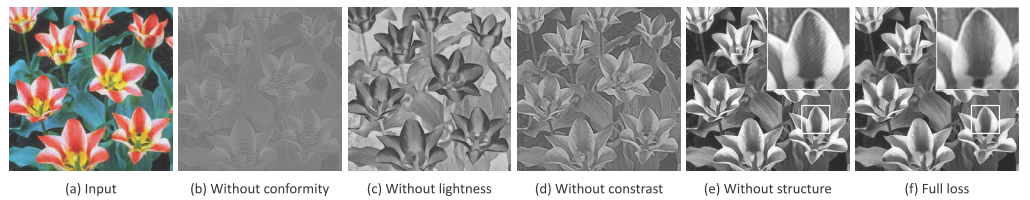 (a) Input
(b) Without conformity
(c) Without lightness
(d) Without constrast
(e) Without structure
(f) Full loss